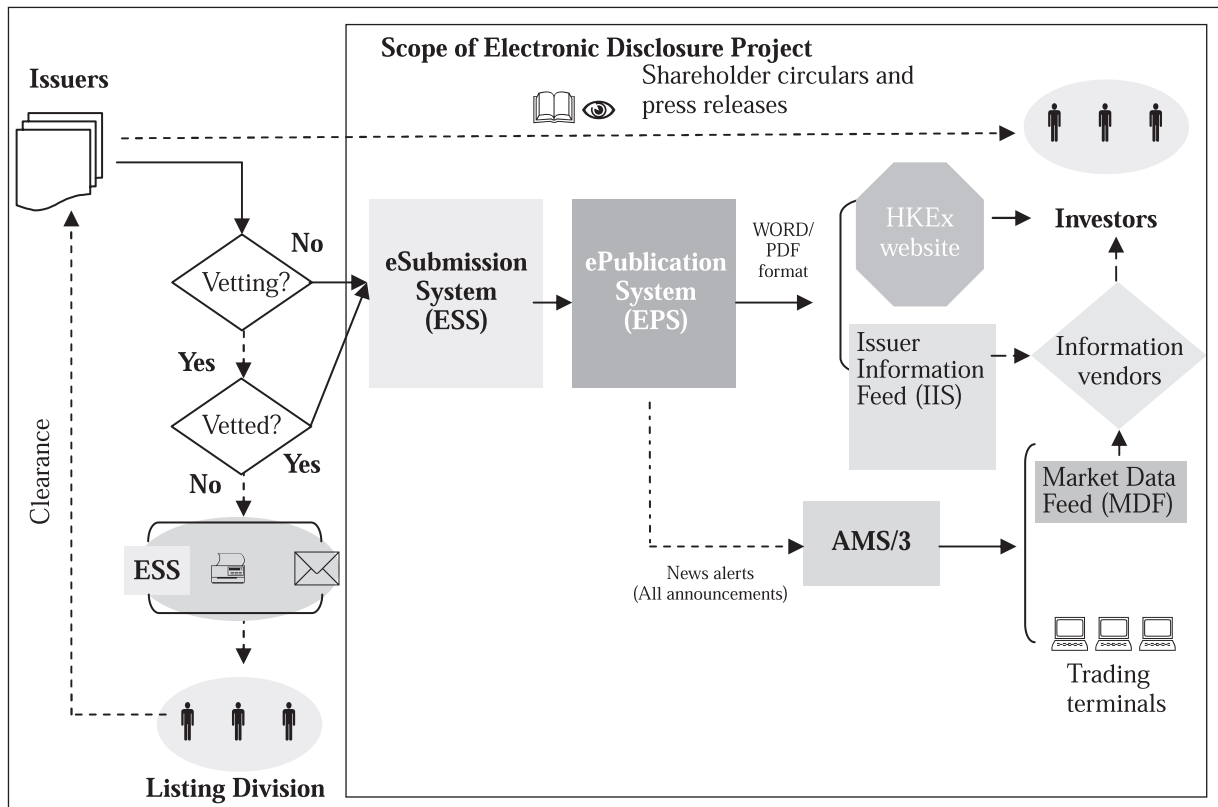 Scope of Electronic Disclosure Project
Issuers
Shareholder circulars and
press releases
No
Vetting?
eSubmission
System
(ESS)
ePublication
System
(EPS)
WORD/
PDF
format
HKEx
website
Investors
Yes
Issuer
Information
Feed (IIS)
Information
vendors
Vetted?
Yes
No
Clearance
Market Data
Feed (MDF)
ESS
AMS/3
News alerts
(All announcements)
Trading
terminals
Listing Division